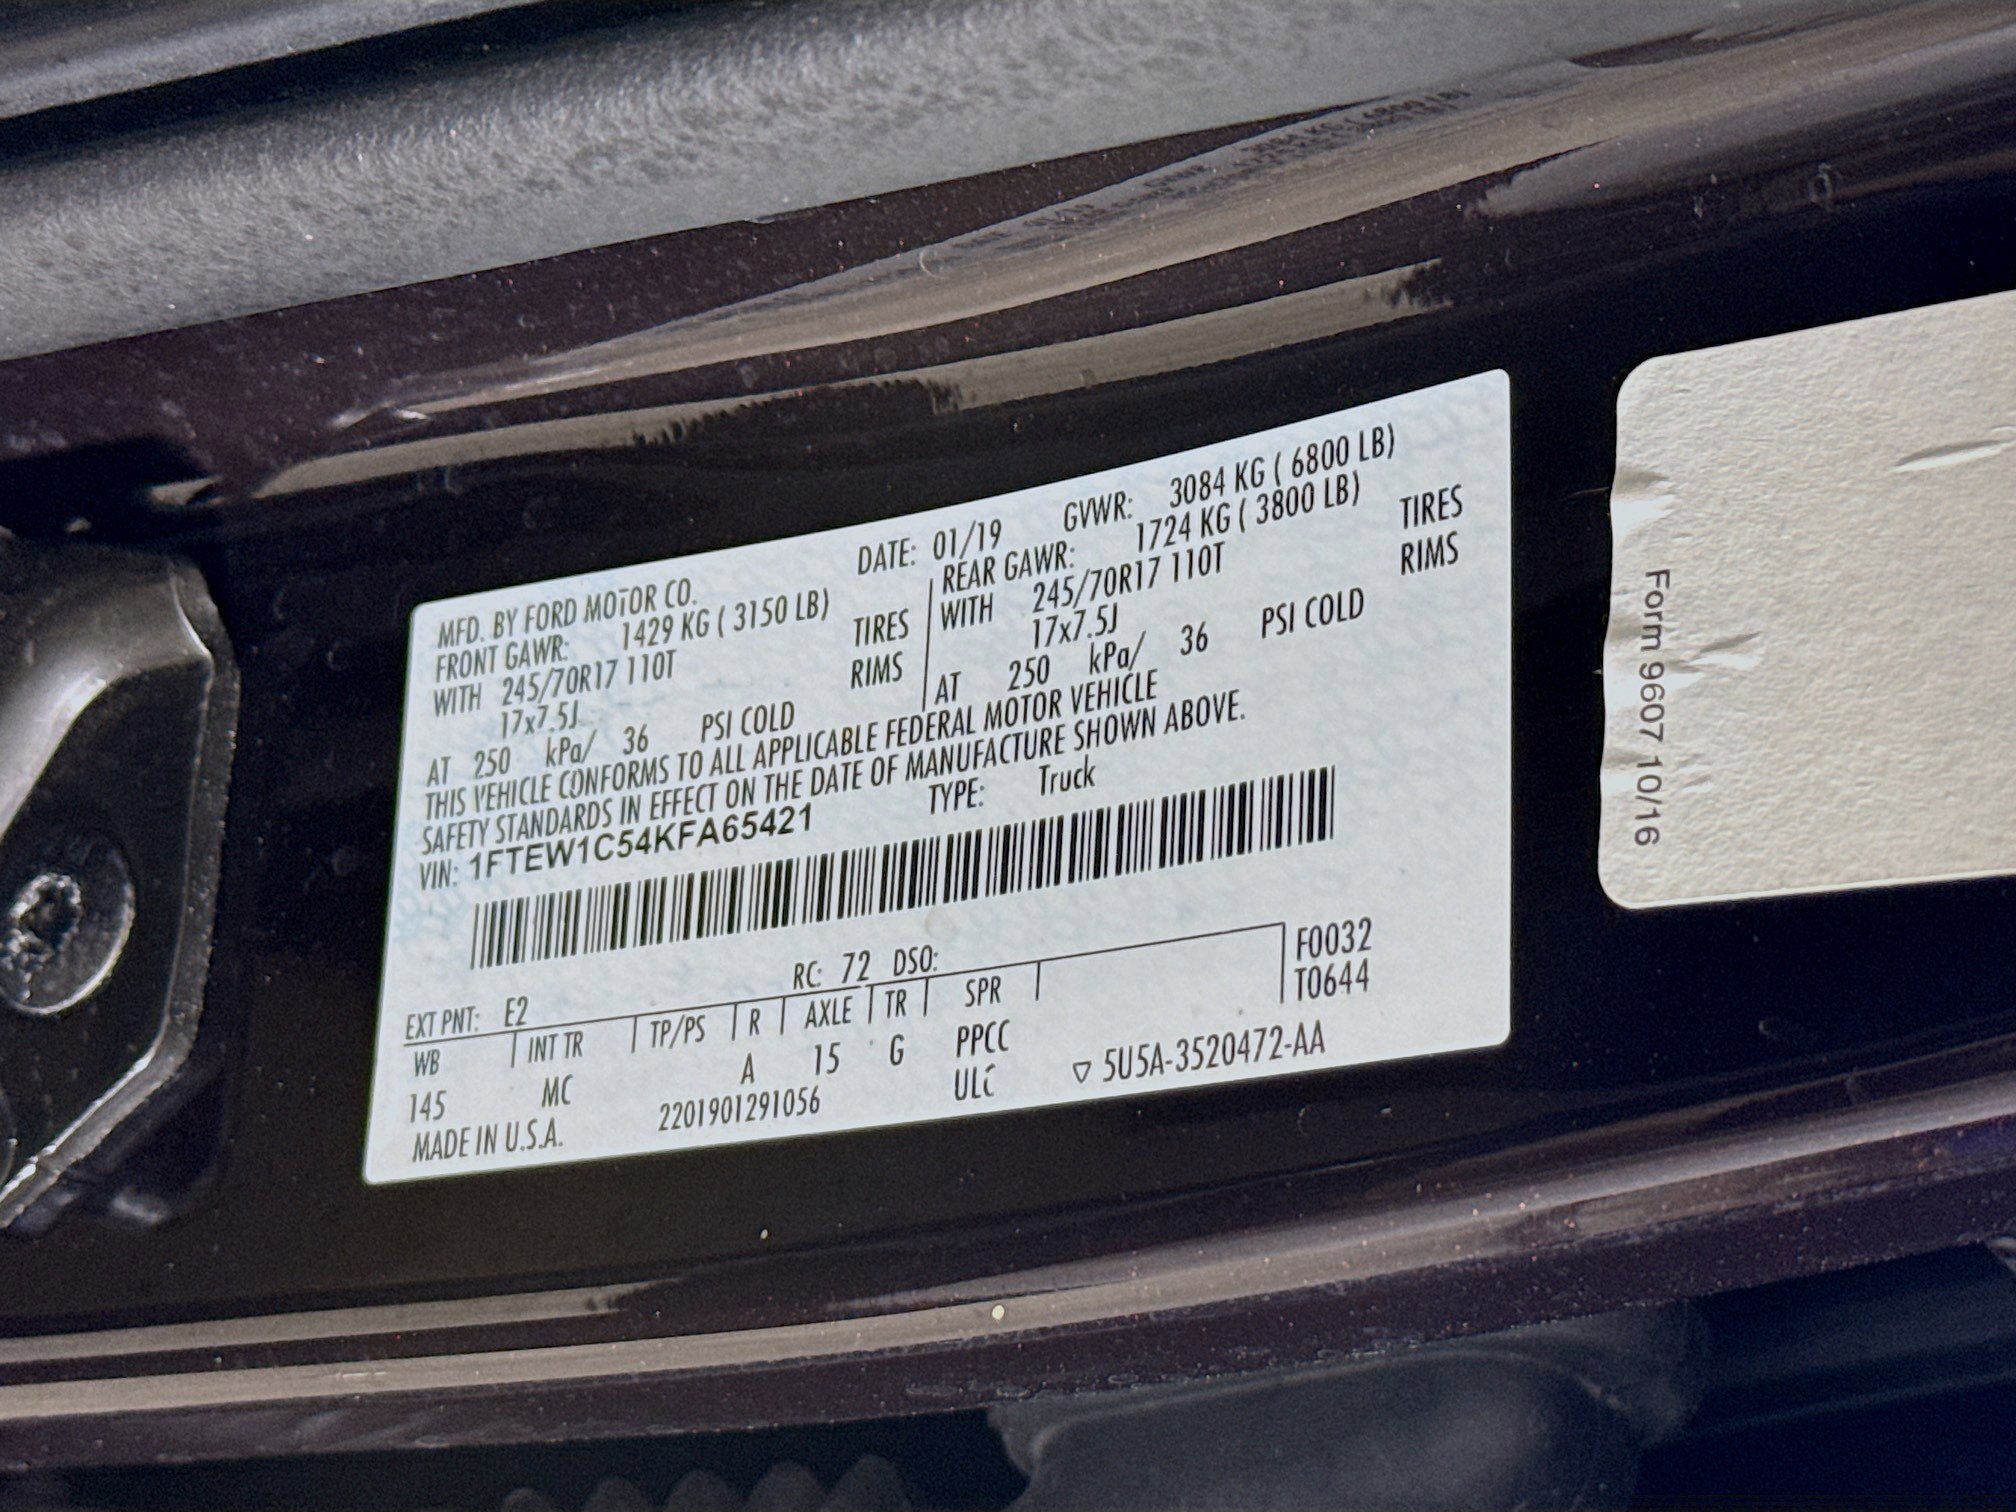 MFD. BY FORD MOTOR CO.
DATE: 01/19
GVWR: 3084 KG ( 6800 LB)
FRONT GAWR: 1429 KG ( 3150 LB)
WITH 245/70R17 110T TIRES
17x7.5J RIMS
AT 250 kPa/ 36 PSI COLD
REAR GAWR: 1724 KG ( 3800 LB)
WITH 245/70R17 110T TIRES
17x7.5J RIMS
AT 250 kPa/ 36 PSI COLD
THIS VEHICLE CONFORMS TO ALL APPLICABLE FEDERAL MOTOR VEHICLE
SAFETY STANDARDS IN EFFECT ON THE DATE OF MANUFACTURE SHOWN ABOVE.
VIN: 1FTEW1C54KFA65421 TYPE: Truck
F0032
T0644
EXT PNT: E2 RC: 72 DSO:
WB INT TR TP/PS R AXLE TR SPR
145 MC A 15 G PPCC
MADE IN U.S.A. 2201901291056 ULC ▽ 5U5A-3520472-AA
Form 9607 10/16